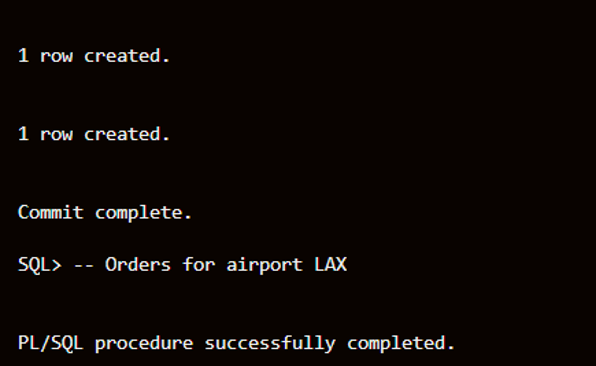 1 row created.
1 row created.
Commit complete.
SQL> -- Orders for airport LAX
PL/SQL procedure successfully completed.